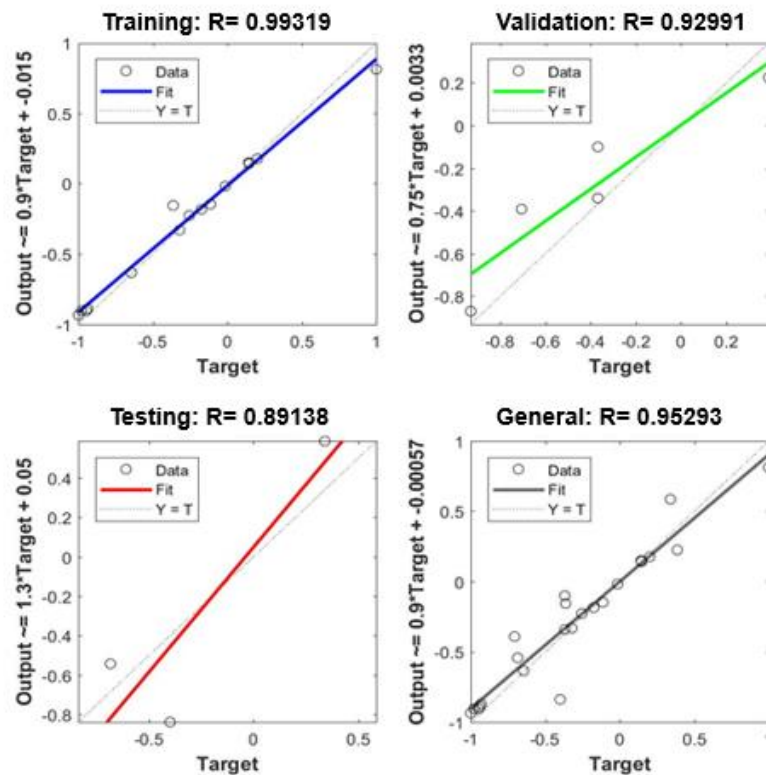 Training: R= 0.99319
Output ~= 0.9*Target + -0.015
1
0.5
0
-0.5
-1
Data
Fit
Y = T
-1
-0.5
0
0.5
1
Target
Validation: R= 0.92991
Output ~= 0.75*Target + 0.0033
0.2
0
-0.2
-0.4
-0.6
-0.8
Data
Fit
Y = T
-0.8
-0.6
-0.4
-0.2
0
0.2
Target
Testing: R= 0.89138
Output ~= 1.3*Target + 0.05
0.4
0.2
0
-0.2
-0.4
-0.6
-0.8
Data
Fit
Y = T
-0.5
0
0.5
Target
General: R= 0.95293
Output ~= 0.9*Target + -0.00057
1
0.5
0
-0.5
-1
Data
Fit
Y = T
-1
-0.5
0
0.5
Target